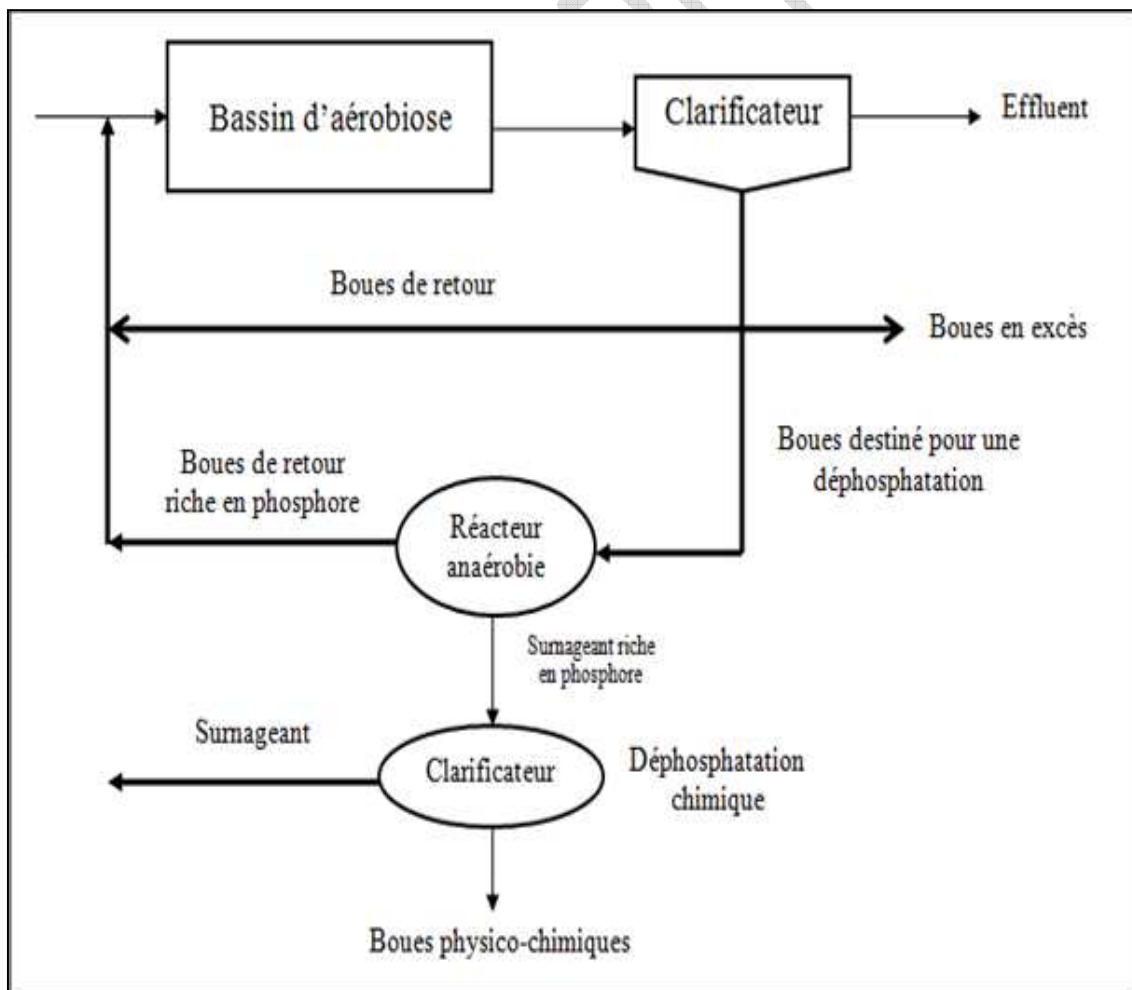 Bassin d'aérobiose
Clarificateur
Effluent
Boues de retour
Boues en excès
Boues destiné pour une
déphosphatation
Boues de retour
riche en phosphore
Réacteur
anaérobie
Surnageant riche
en phosphore
Surnageant
Clarificateur
Déphosphatation
chimique
Boues physico-chimiques